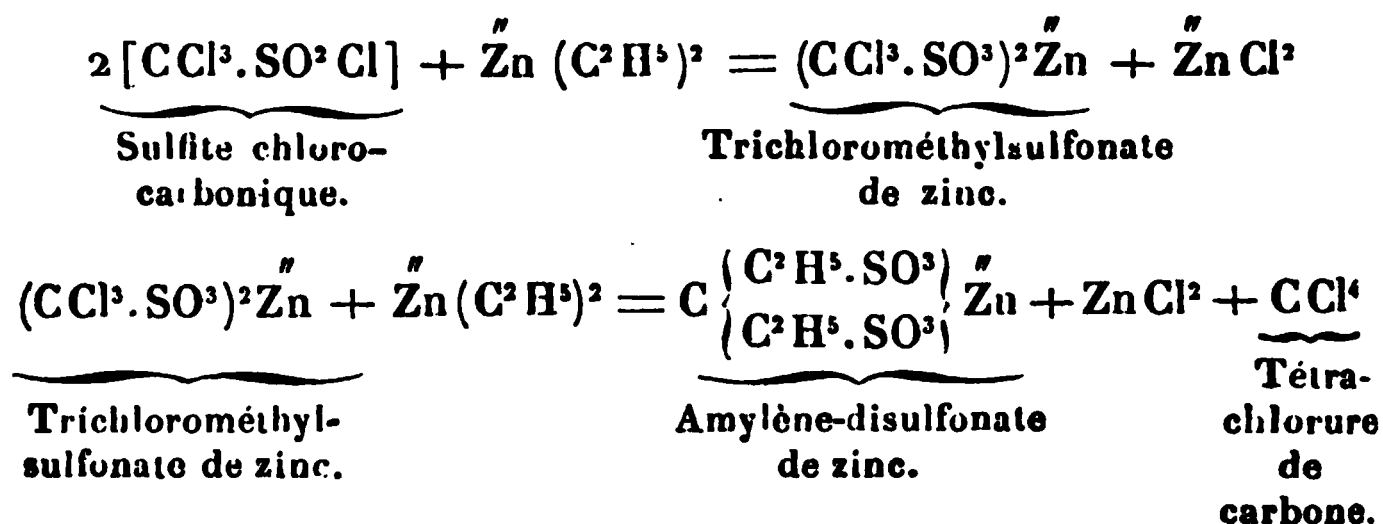 2[CCl³.SO²Cl] + Zn″(C²H⁵)² = (CCl³.SO³)²Zn″ + Zn″Cl²
Sulfite chloro- Trichlorométhylsulfonate
carbonique. de zinc.
(CCl³.SO³)²Zn″ + Zn″(C²H⁵)² = C { C²H⁵.SO³ / C²H⁵.SO³ } Zn″ + ZnCl² + CCl⁴
Trichlorométhyl- Amylène-disulfonate Tétra-
sulfonate de zinc. de zinc. chlorure
de
carbone.